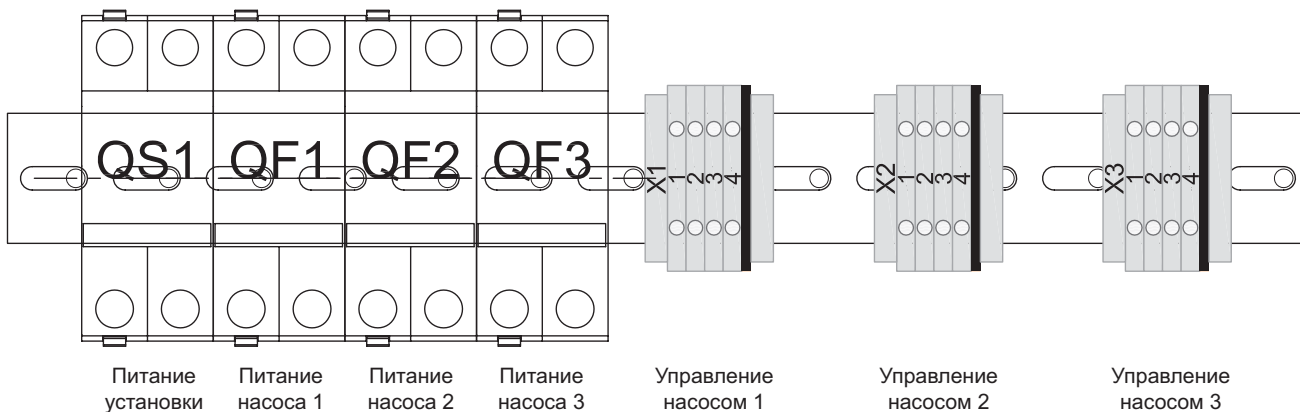 QS1 QF1 QF2 QF3
X1 1 2 3 4
X2 1 2 3 4
X3 1 2 3 4
Питание установки
Питание насоса 1
Питание насоса 2
Питание насоса 3
Управление насосом 1
Управление насосом 2
Управление насосом 3